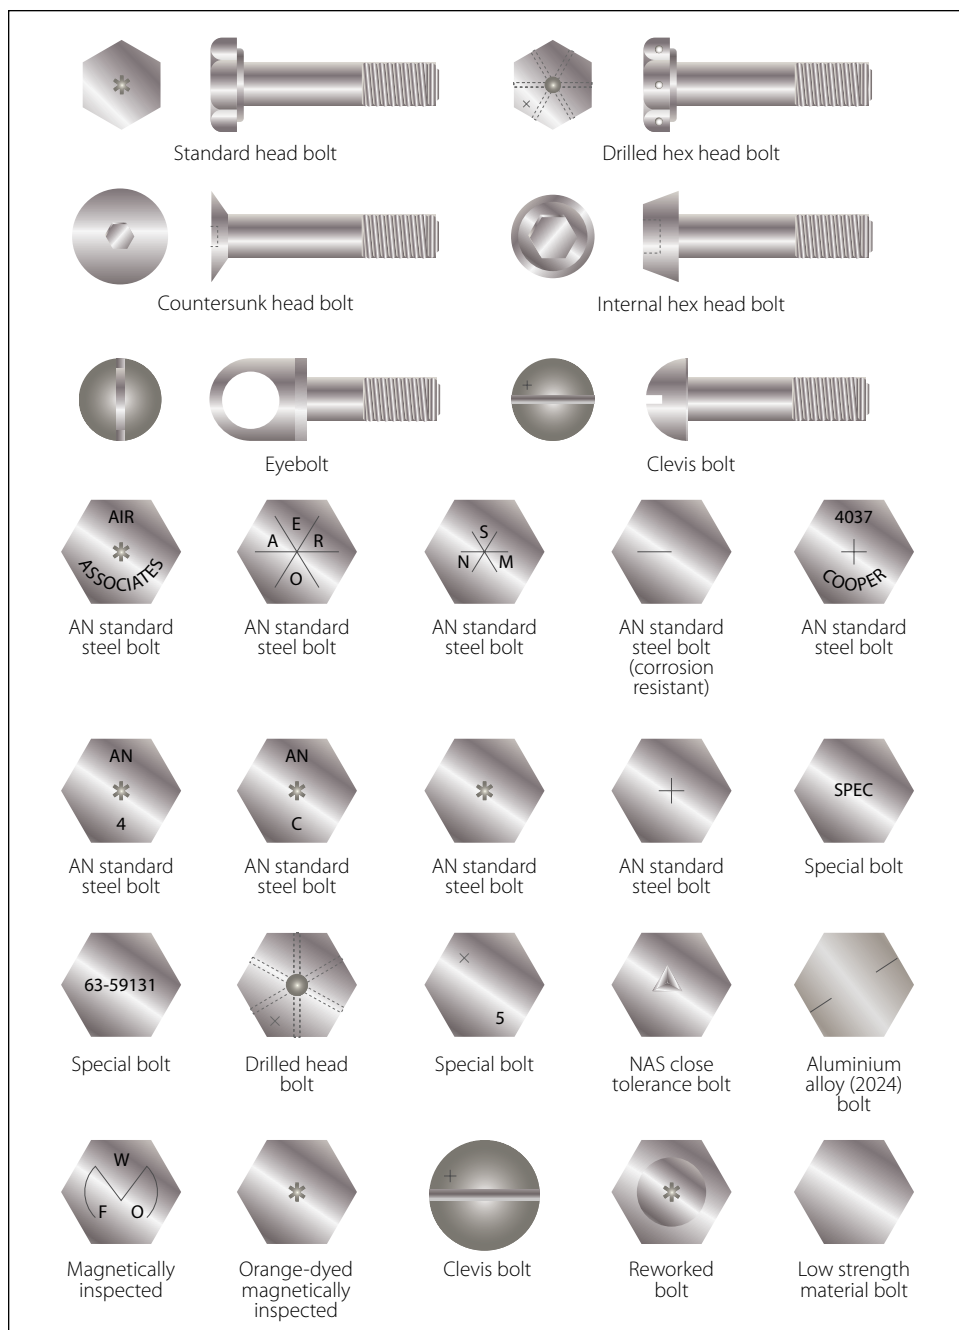 Standard head bolt
Drilled hex head bolt
Countersunk head bolt
Internal hex head bolt
Eyebolt
Clevis bolt
AIR
ASSOCIATES
E
A R
O
S
N M
4037
COOPER
AN standard
steel bolt
AN standard
steel bolt
AN standard
steel bolt
AN standard
steel bolt
(corrosion
resistant)
AN standard
steel bolt
AN
4
AN
C
SPEC
AN standard
steel bolt
AN standard
steel bolt
AN standard
steel bolt
AN standard
steel bolt
Special bolt
63-59131
5
Special bolt
Drilled head
bolt
Special bolt
NAS close
tolerance bolt
Aluminium
alloy (2024)
bolt
W
F O
Magnetically
inspected
Orange-dyed
magnetically
inspected
Clevis bolt
Reworked
bolt
Low strength
material bolt